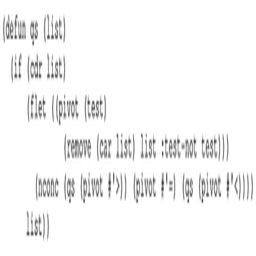 (defun qs (list)
(if (cdr list)
(flet ((pivot (test)
(remove (car list) list :test-not test)))
(nconc (qs (pivot #'>)) (pivot #'=) (qs (pivot #'<))))
list))